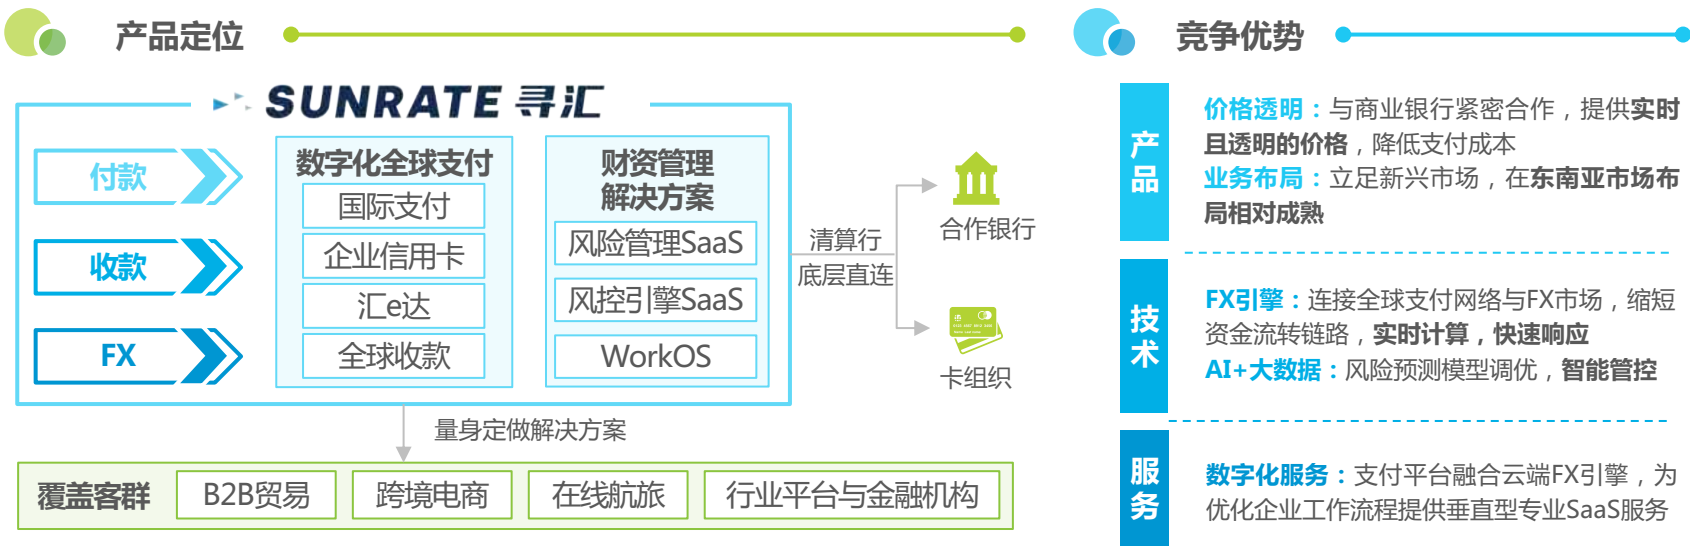 产品定位
SUNRATE 寻汇
付款
收款
FX
数字化全球支付
国际支付
企业信用卡
汇e达
全球收款
财资管理
解决方案
风险管理SaaS
风控引擎SaaS
WorkOS
清算行
底层直连
合作银行
卡组织
量身定做解决方案
覆盖客群
B2B贸易
跨境电商
在线航旅
行业平台与金融机构
竞争优势
产品
价格透明：与商业银行紧密合作，提供实时
且透明的价格，降低支付成本
业务布局：立足新兴市场，在东南亚市场布
局相对成熟
技术
FX引擎：连接全球支付网络与FX市场，缩短
资金流转链路，实时计算，快速响应
AI+大数据：风险预测模型调优，智能管控
服务
数字化服务：支付平台融合云端FX引擎，为
优化企业工作流程提供垂直型专业SaaS服务